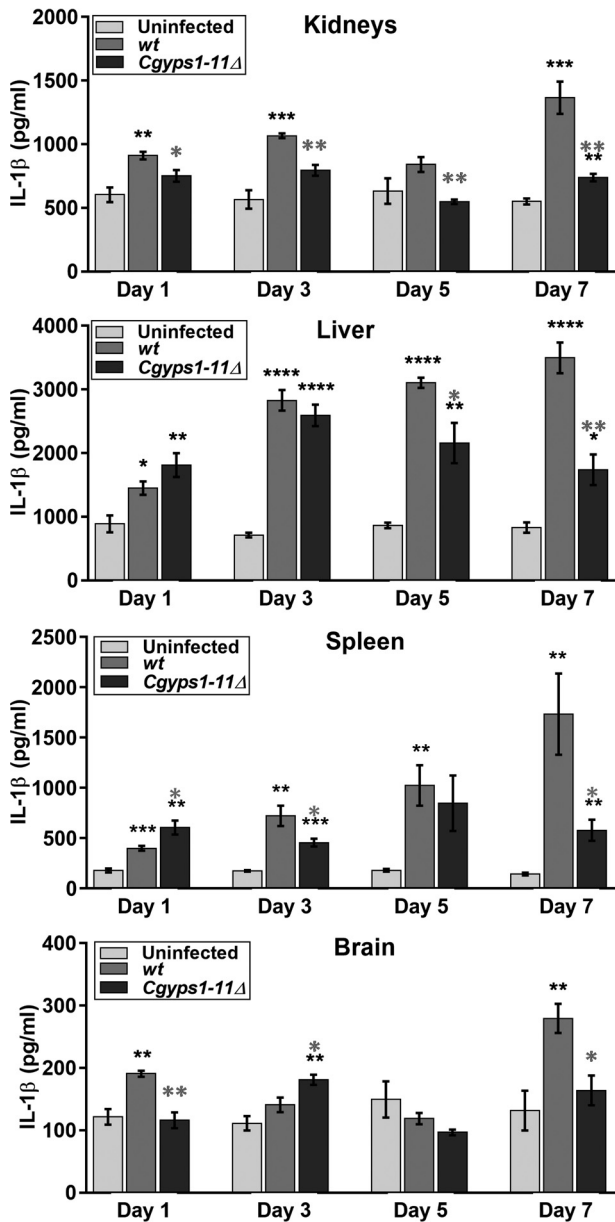 Kidneys
Uninfected
wt
Cgyps1-11Δ
IL-1β (pg/ml)
2000
1500
1000
500
0
** * *** ** ** *** ** **
Day 1 Day 3 Day 5 Day 7
Liver
Uninfected
wt
Cgyps1-11Δ
IL-1β (pg/ml)
4000
3000
2000
1000
0
* ** **** **** **** * ** **** ** *
Day 1 Day 3 Day 5 Day 7
Spleen
Uninfected
wt
Cgyps1-11Δ
IL-1β (pg/ml)
2500
2000
1500
1000
500
0
*** * ** ** * *** ** ** * **
Day 1 Day 3 Day 5 Day 7
Brain
Uninfected
wt
Cgyps1-11Δ
IL-1β (pg/ml)
400
300
200
100
0
** ** * ** ** *
Day 1 Day 3 Day 5 Day 7